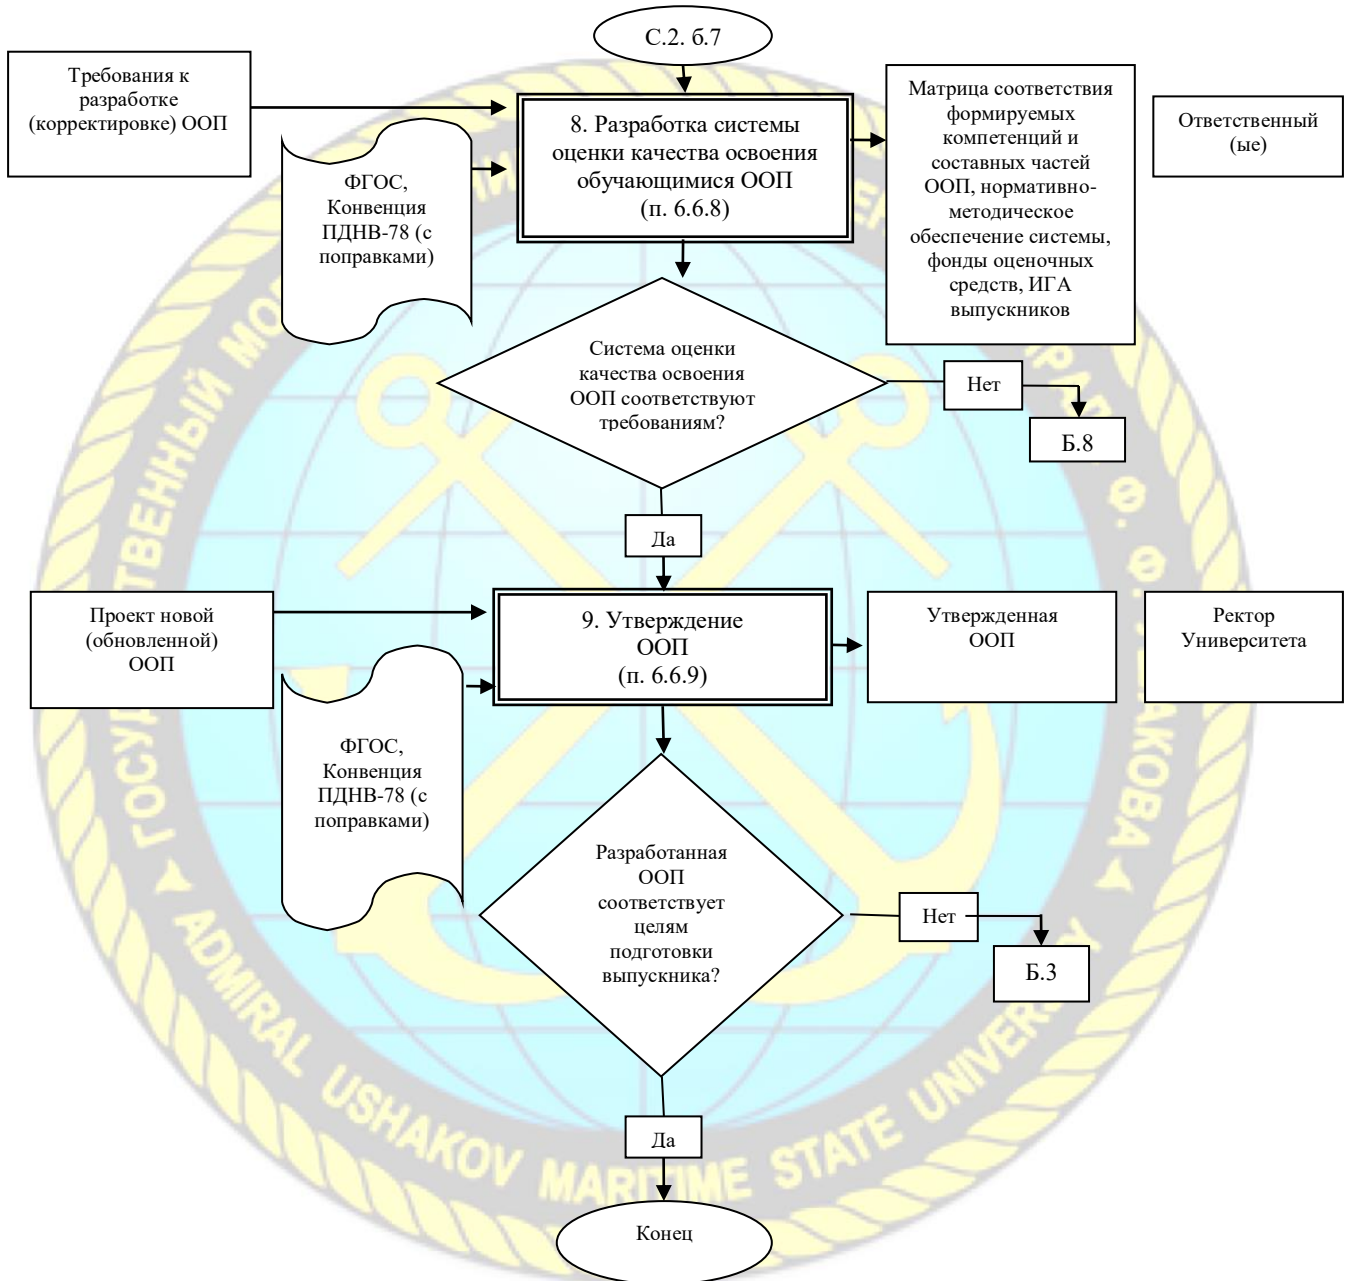 С.2. б.7
Требования к
разработке
(корректировке) ООП
8. Разработка системы
оценки качества освоения
обучающимися ООП
(п. 6.6.8)
Матрица соответствия
формируемых
компетенций и
составных частей
ООП, нормативно-
методическое
обеспечение системы,
фонды оценочных
средств, ИГА
выпускников
Ответственный
(ые)
ФГОС,
Конвенция
ПДНВ-78 (с
поправками)
Система оценки
качества освоения
ООП соответствуют
требованиям?
Нет
Б.8
Да
Проект новой
(обновленной)
ООП
9. Утверждение
ООП
(п. 6.6.9)
Утвержденная
ООП
Ректор
Университета
ФГОС,
Конвенция
ПДНВ-78 (с
поправками)
Разработанная
ООП
соответствует
целям
подготовки
выпускника?
Нет
Б.3
Да
Конец
ADMIRAL USHAKOV MARITIME STATE UNIVERSITY